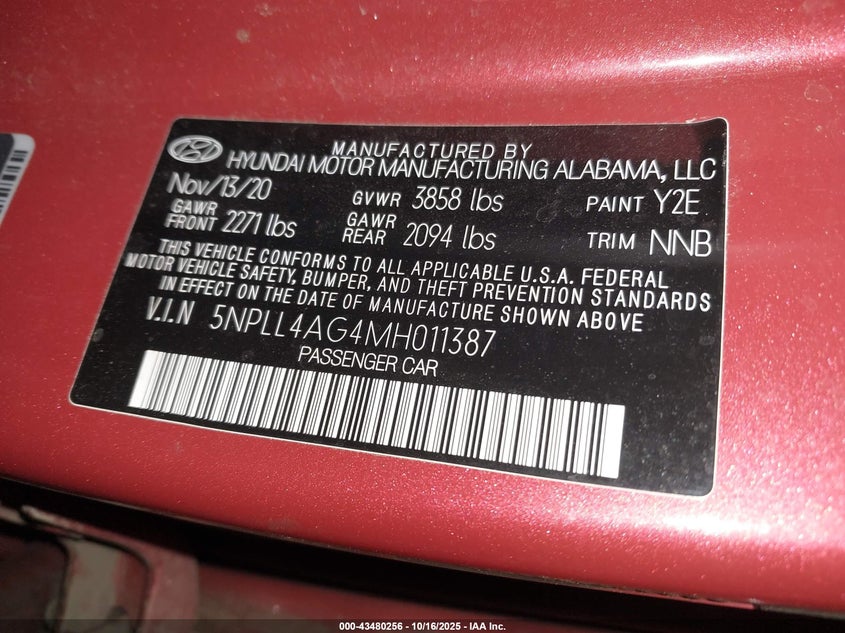 MANUFACTURED BY
HYUNDAI MOTOR MANUFACTURING ALABAMA, LLC
Nov/13/20 GVWR 3858 lbs PAINT Y2E
GAWR FRONT 2271 lbs GAWR REAR 2094 lbs TRIM NNB
THIS VEHICLE CONFORMS TO ALL APPLICABLE U.S.A. FEDERAL
MOTOR VEHICLE SAFETY, BUMPER, AND THEFT PREVENTION STANDARDS
IN EFFECT ON THE DATE OF MANUFACTURE SHOWN ABOVE
V.I.N 5NPLL4AG4MH011387
PASSENGER CAR
000-43480256 - 10/16/2025 - IAA Inc.